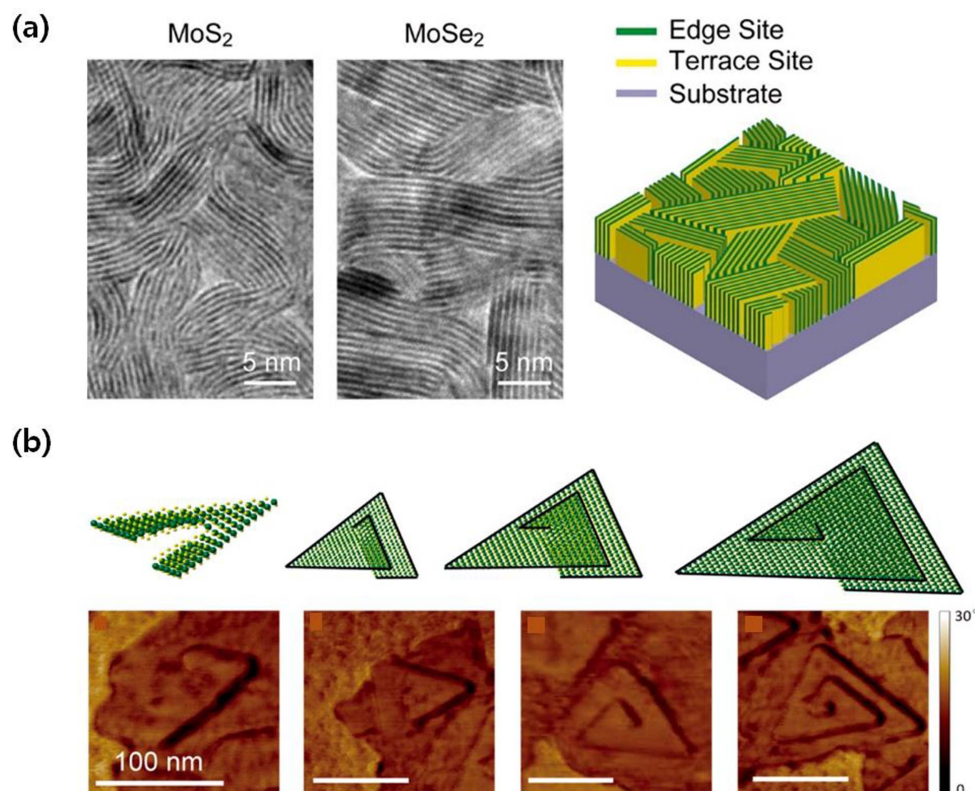 (a)
MoS₂
MoSe₂
Edge Site
Terrace Site
Substrate
5 nm
5 nm
(b)
100 nm
30°
0